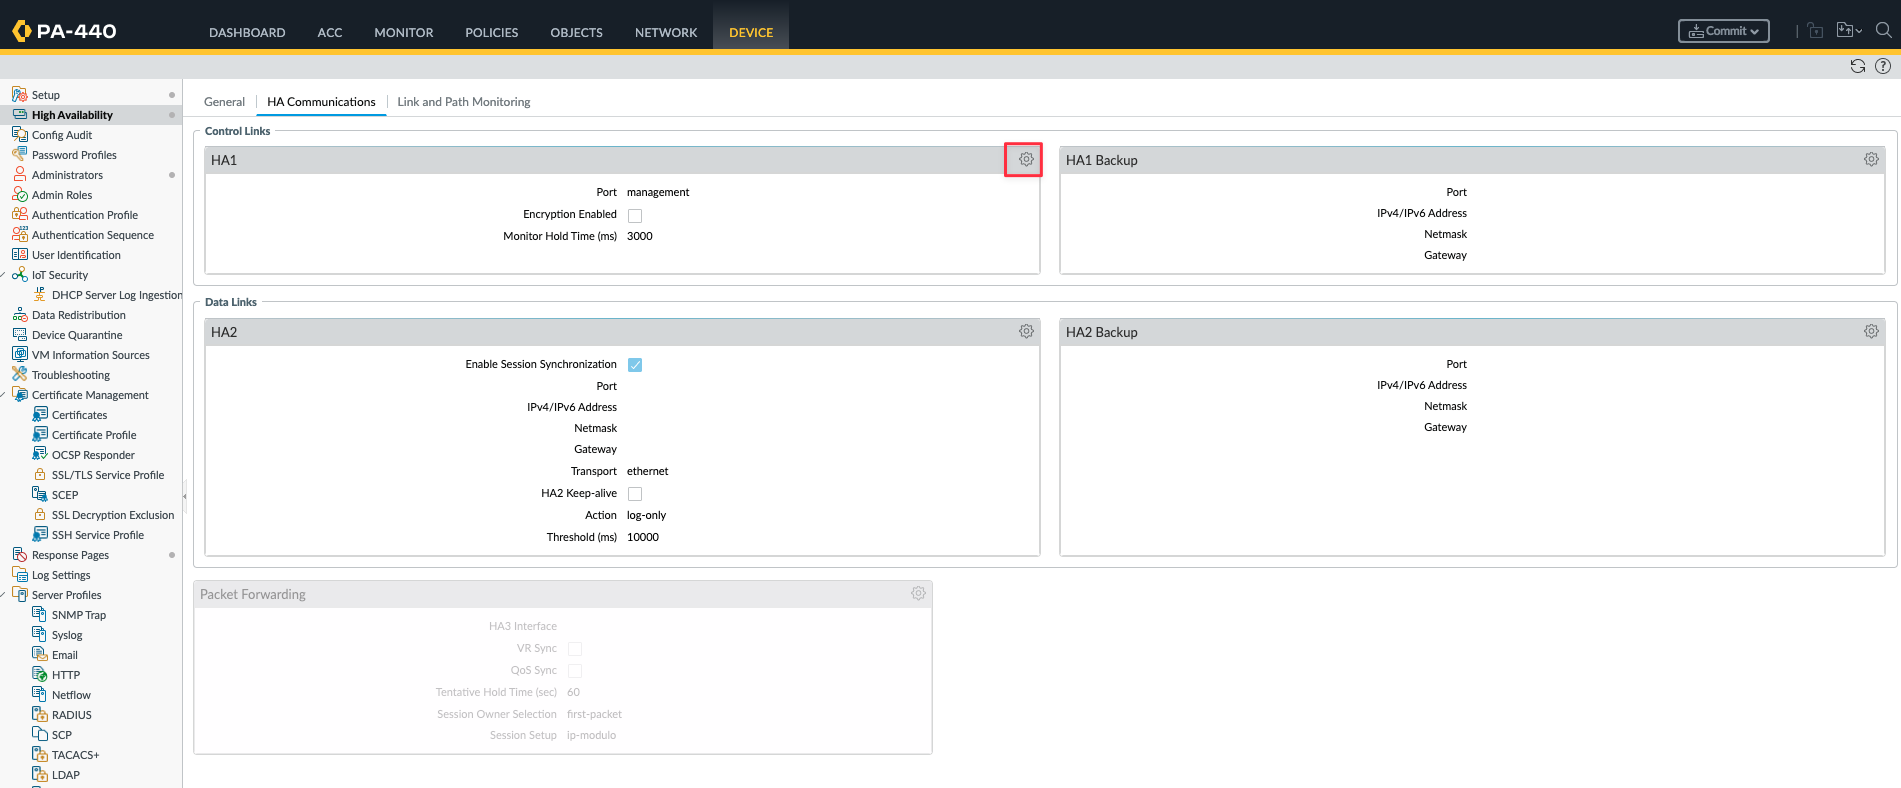 PA-440
DASHBOARD ACC MONITOR POLICIES OBJECTS NETWORK DEVICE
Commit
Setup
High Availability
Config Audit
Password Profiles
Administrators
Admin Roles
Authentication Profile
Authentication Sequence
User Identification
IoT Security
DHCP Server Log Ingestion
Data Redistribution
Device Quarantine
VM Information Sources
Troubleshooting
Certificate Management
Certificates
Certificate Profile
OCSP Responder
SSL/TLS Service Profile
SCEP
SSL Decryption Exclusion
SSH Service Profile
Response Pages
Log Settings
Server Profiles
SNMP Trap
Syslog
Email
HTTP
Netflow
RADIUS
SCP
TACACS+
LDAP
General HA Communications Link and Path Monitoring
Control Links
HA1
Port management
Encryption Enabled
Monitor Hold Time (ms) 3000
HA1 Backup
Port
IPv4/IPv6 Address
Netmask
Gateway
Data Links
HA2
Enable Session Synchronization
Port
IPv4/IPv6 Address
Netmask
Gateway
Transport ethernet
HA2 Keep-alive
Action log-only
Threshold (ms) 10000
HA2 Backup
Port
IPv4/IPv6 Address
Netmask
Gateway
Packet Forwarding
HA3 Interface
VR Sync
QoS Sync
Tentative Hold Time (sec) 60
Session Owner Selection first-packet
Session Setup ip-modulo